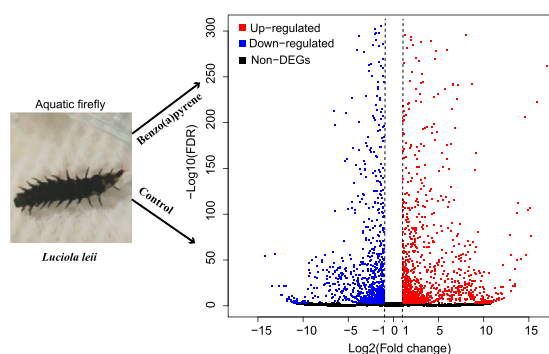 Aquatic firefly
Luciola leii
Benzo(a)pyrene
Control
Up−regulated
Down−regulated
Non−DEGs
−Log10(FDR)
300
250
200
150
100
50
0
−15 −10 −5 −1 0 1 5 10 15
Log2(Fold change)